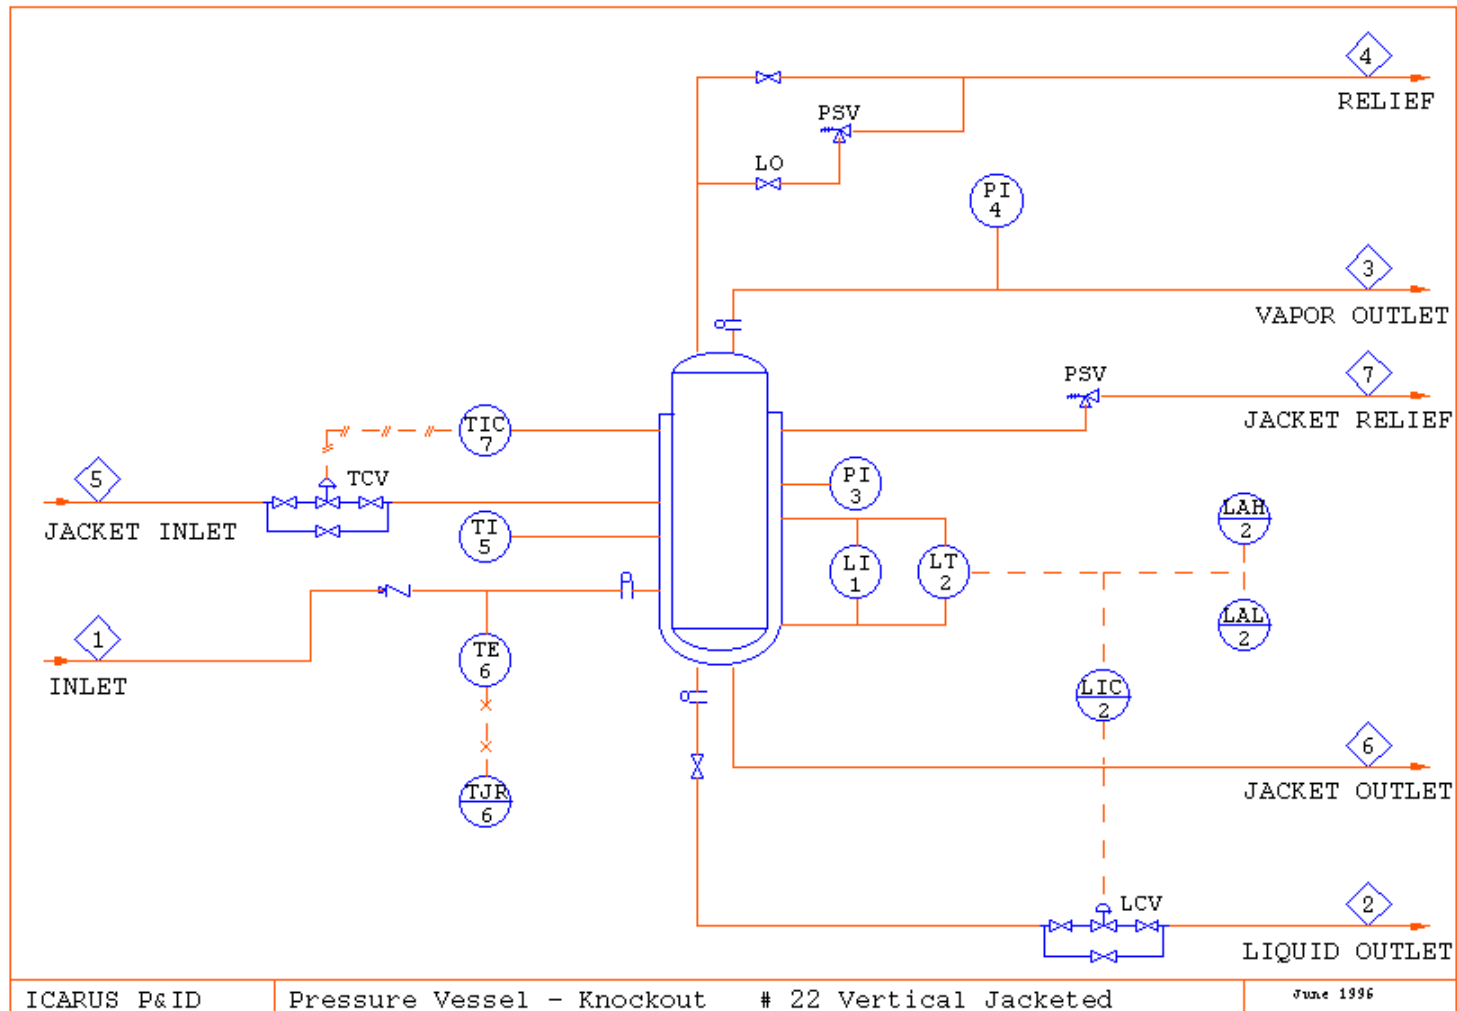 4
RELIEF
PSV
LO
PI
4
3
VAPOR OUTLET
PSV
7
JACKET RELIEF
TIC
7
5
TCV
JACKET INLET
PI
3
TI
5
LI
1
LT
2
LAH
2
LAL
2
1
INLET
TE
6
LIC
2
6
JACKET OUTLET
TJR
6
LCV
2
LIQUID OUTLET
ICARUS P&ID
Pressure Vessel - Knockout # 22 Vertical Jacketed
June 1996